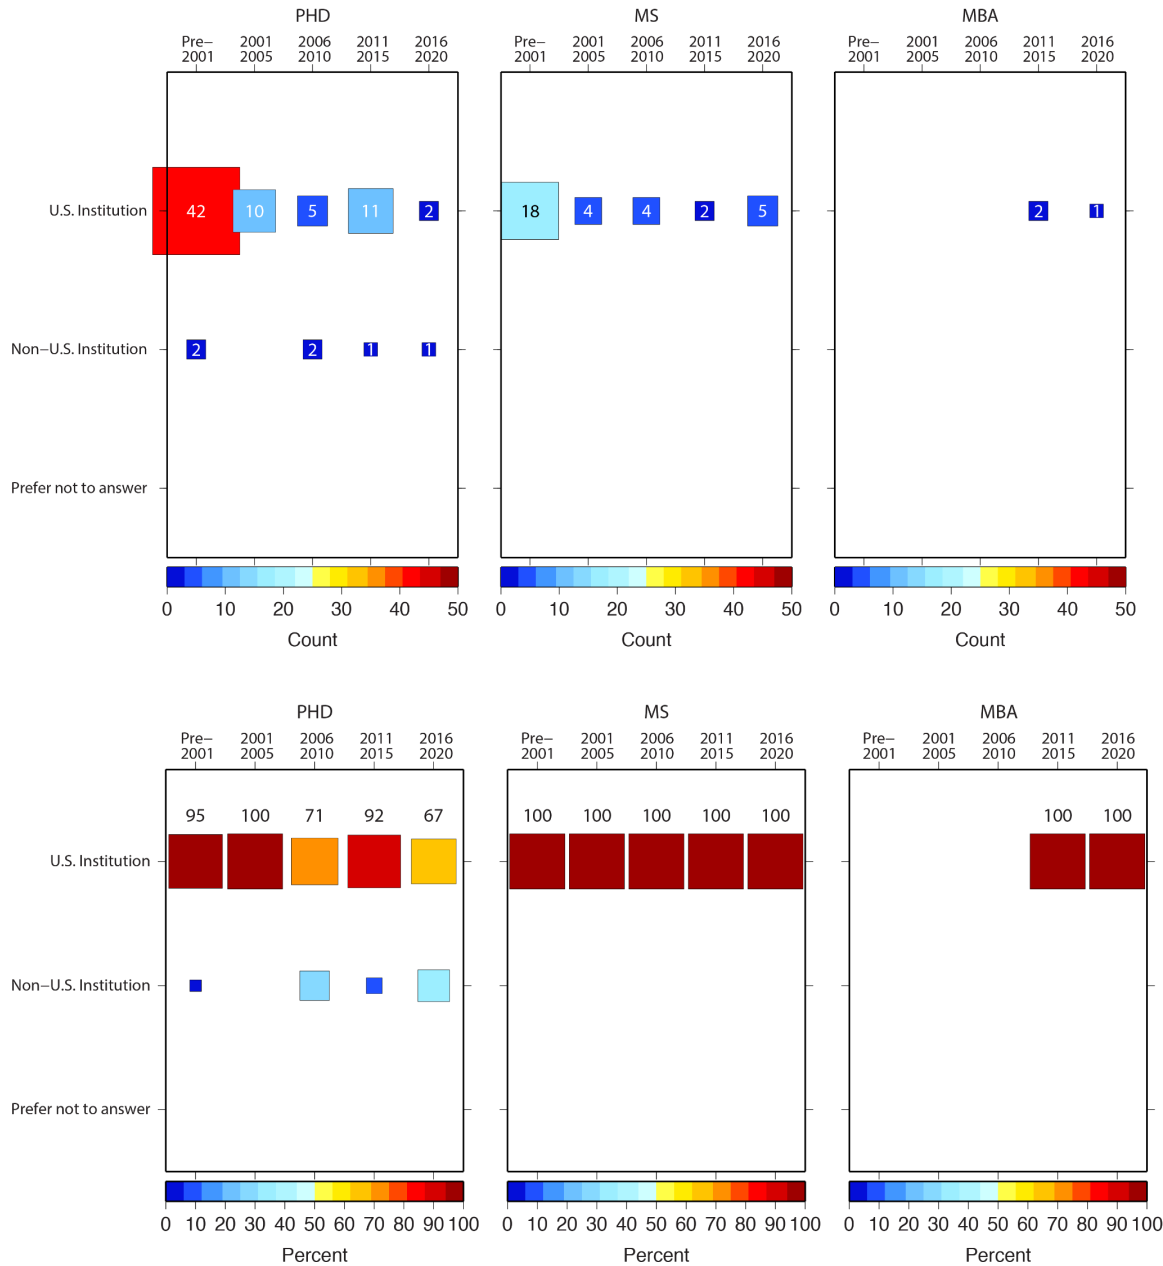 PHD MS MBA
Pre– 2001 2006 2011 2016 Pre– 2001 2006 2011 2016 Pre– 2001 2006 2011 2016
2001 2005 2010 2015 2020 2001 2005 2010 2015 2020 2001 2005 2010 2015 2020
U.S. Institution 42 10 5 11 2 18 4 4 2 5 2 1
Non–U.S. Institution 2 2 1 1
Prefer not to answer
0 10 20 30 40 50 0 10 20 30 40 50 0 10 20 30 40 50
Count Count Count
PHD MS MBA
Pre– 2001 2006 2011 2016 Pre– 2001 2006 2011 2016 Pre– 2001 2006 2011 2016
2001 2005 2010 2015 2020 2001 2005 2010 2015 2020 2001 2005 2010 2015 2020
95 100 71 92 67 100 100 100 100 100 100 100
U.S. Institution
Non–U.S. Institution
Prefer not to answer
0 10 20 30 40 50 60 70 80 90 100 0 10 20 30 40 50 60 70 80 90 100 0 10 20 30 40 50 60 70 80 90 100
Percent Percent Percent